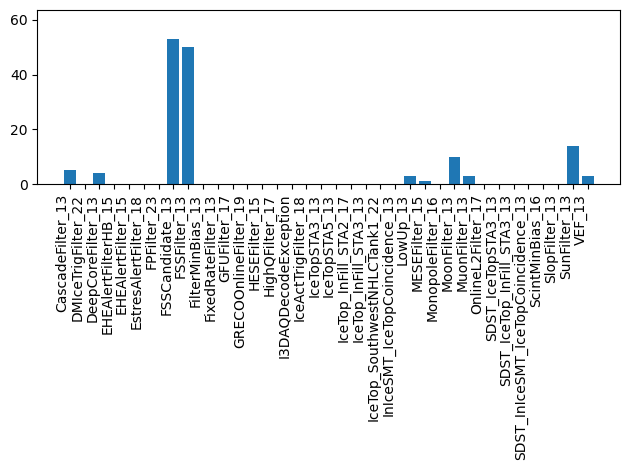 60
40
20
0
CascadeFilter_13
DMIceTrigFilter_22
DeepCoreFilter_13
EHEAlertFilterHB_15
EHEAlertFilter_15
EstresAlertFilter_18
FPFilter_23
FSSCandidate_13
FSSFilter_13
FilterMinBias_13
FixedRateFilter_13
GFUFilter_17
GRECOOnlineFilter_19
HESEFilter_15
HighQFilter_17
I3DAQDecodeException
IceActTrigFilter_18
IceTopSTA3_13
IceTopSTA5_13
IceTop_InFill_STA2_17
IceTop_InFill_STA3_13
IceTop_SouthwestNHLCTank1_22
InIceSMT_IceTopCoincidence_13
LowUp_13
MESEFilter_15
MonopoleFilter_16
MoonFilter_13
MuonFilter_13
OnlineL2Filter_17
SDST_IceTopSTA3_13
SDST_IceTop_InFill_STA3_13
SDST_InIceSMT_IceTopCoincidence_13
ScintMinBias_16
SlopFilter_13
SunFilter_13
VEF_13